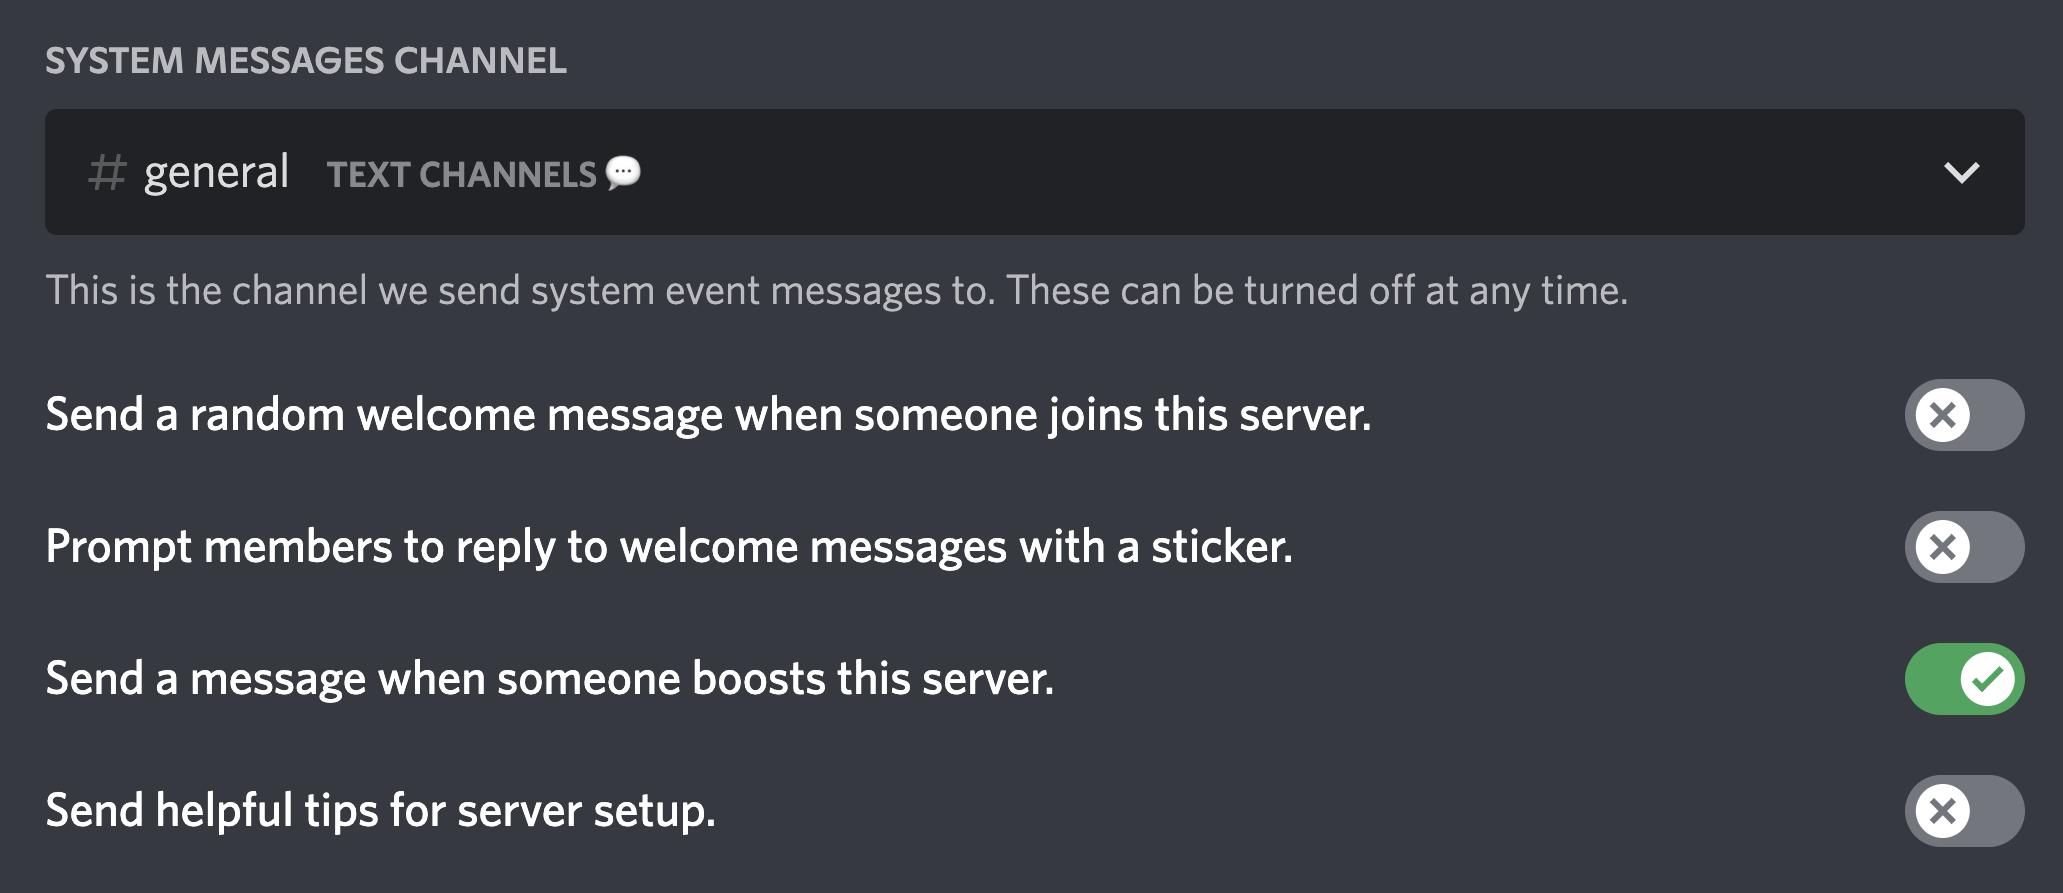 SYSTEM MESSAGES CHANNEL
# general TEXT CHANNELS 💬
This is the channel we send system event messages to. These can be turned off at any time.
Send a random welcome message when someone joins this server.
Prompt members to reply to welcome messages with a sticker.
Send a message when someone boosts this server.
Send helpful tips for server setup.